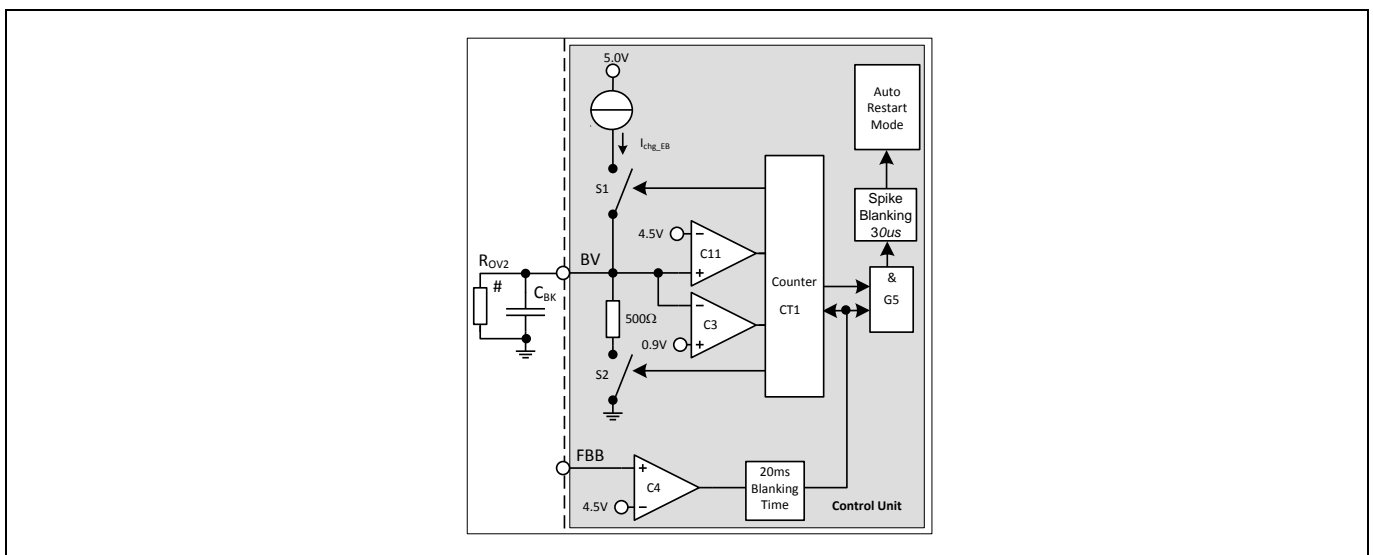 5.0V
Auto
Restart
Mode
Ichg_EB
S1
Spike
Blanking
30us
4.5V
C11
ROV2
#
CBK
BV
Counter
CT1
&
G5
500Ω
C3
0.9V
S2
FBB
C4
4.5V
20ms
Blanking
Time
Control Unit